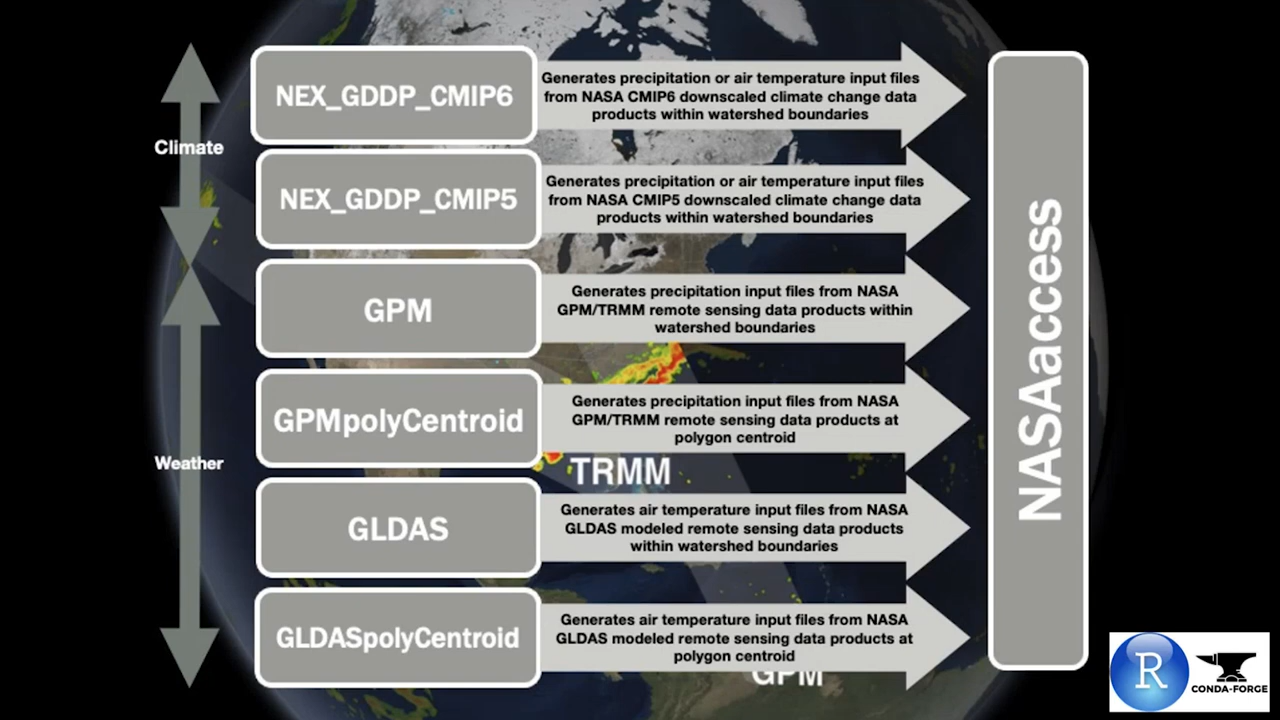 Climate
Weather
NEX_GDDP_CMIP6
Generates precipitation or air temperature input files
from NASA CMIP6 downscaled climate change data
products within watershed boundaries
NEX_GDDP_CMIP5
Generates precipitation or air temperature input files
from NASA CMIP5 downscaled climate change data
products within watershed boundaries
GPM
Generates precipitation input files from NASA
GPM/TRMM remote sensing data products within
watershed boundaries
GPMpolyCentroid
Generates precipitation input files from NASA
GPM/TRMM remote sensing data products at
polygon centroid
TRMM
GLDAS
Generates air temperature input files from NASA
GLDAS modeled remote sensing data products
within watershed boundaries
GLDASpolyCentroid
Generates air temperature input files from NASA
GLDAS modeled remote sensing data products at
polygon centroid
GPM
NASAaccess
R
CONDA-FORGE